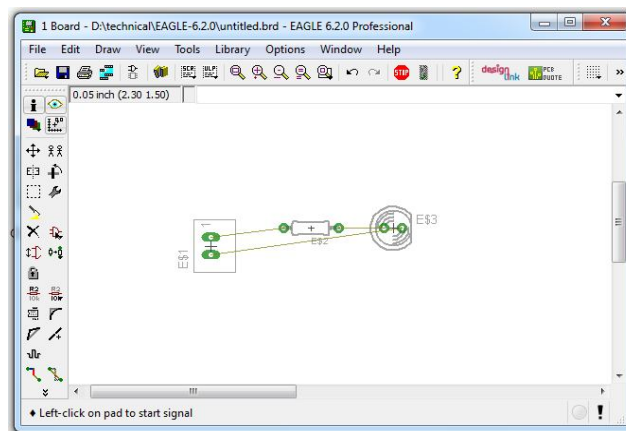 1 Board - D:\technical\EAGLE-6.2.0\untitled.brd - EAGLE 6.2.0 Professional
File Edit Draw View Tools Library Options Window Help
design link PCB QUOTE
0.05 inch (2.30 1.50)
1
E$1
E$2
E$3
Left-click on pad to start signal